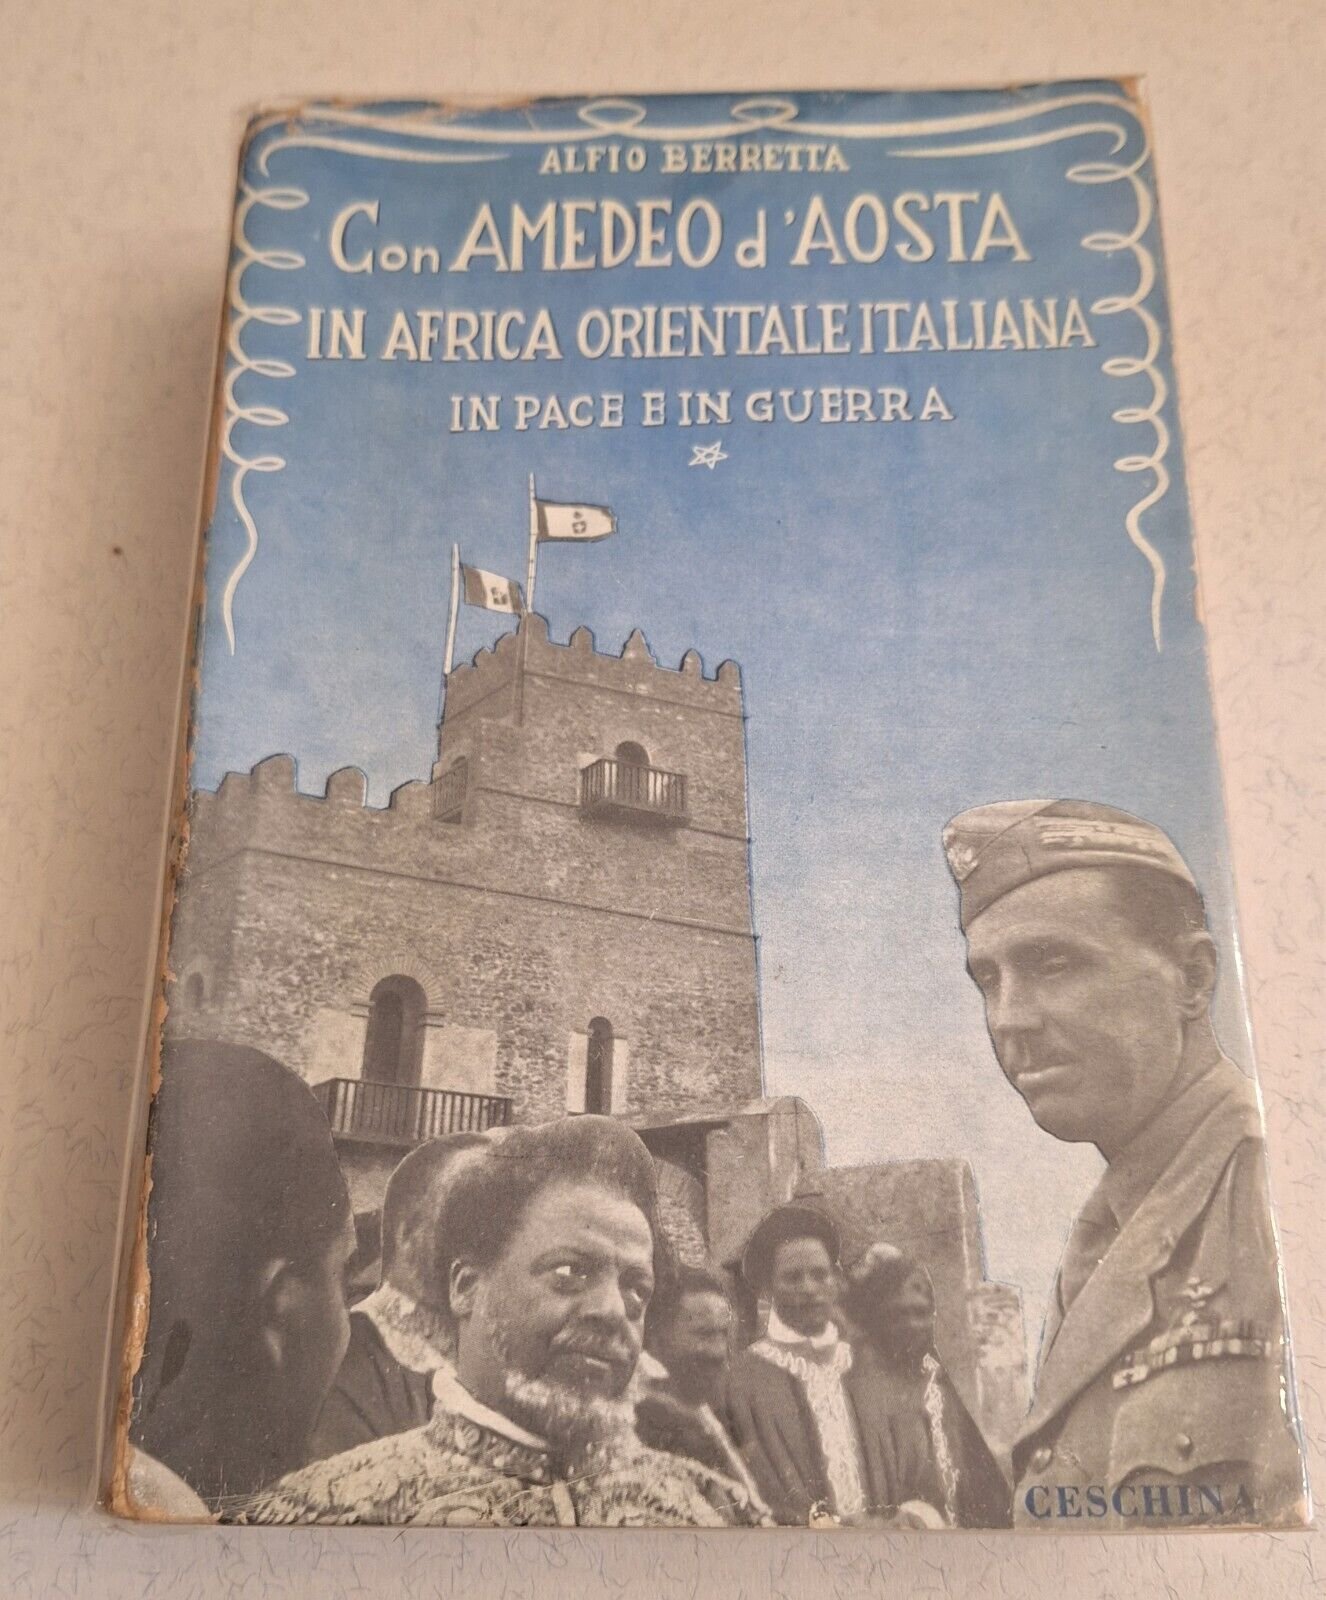 ALFIO BERRETTA
Con AMEDEO d'AOSTA
IN AFRICA ORIENTALE ITALIANA
IN PACE E IN GUERRA
CESCHINA